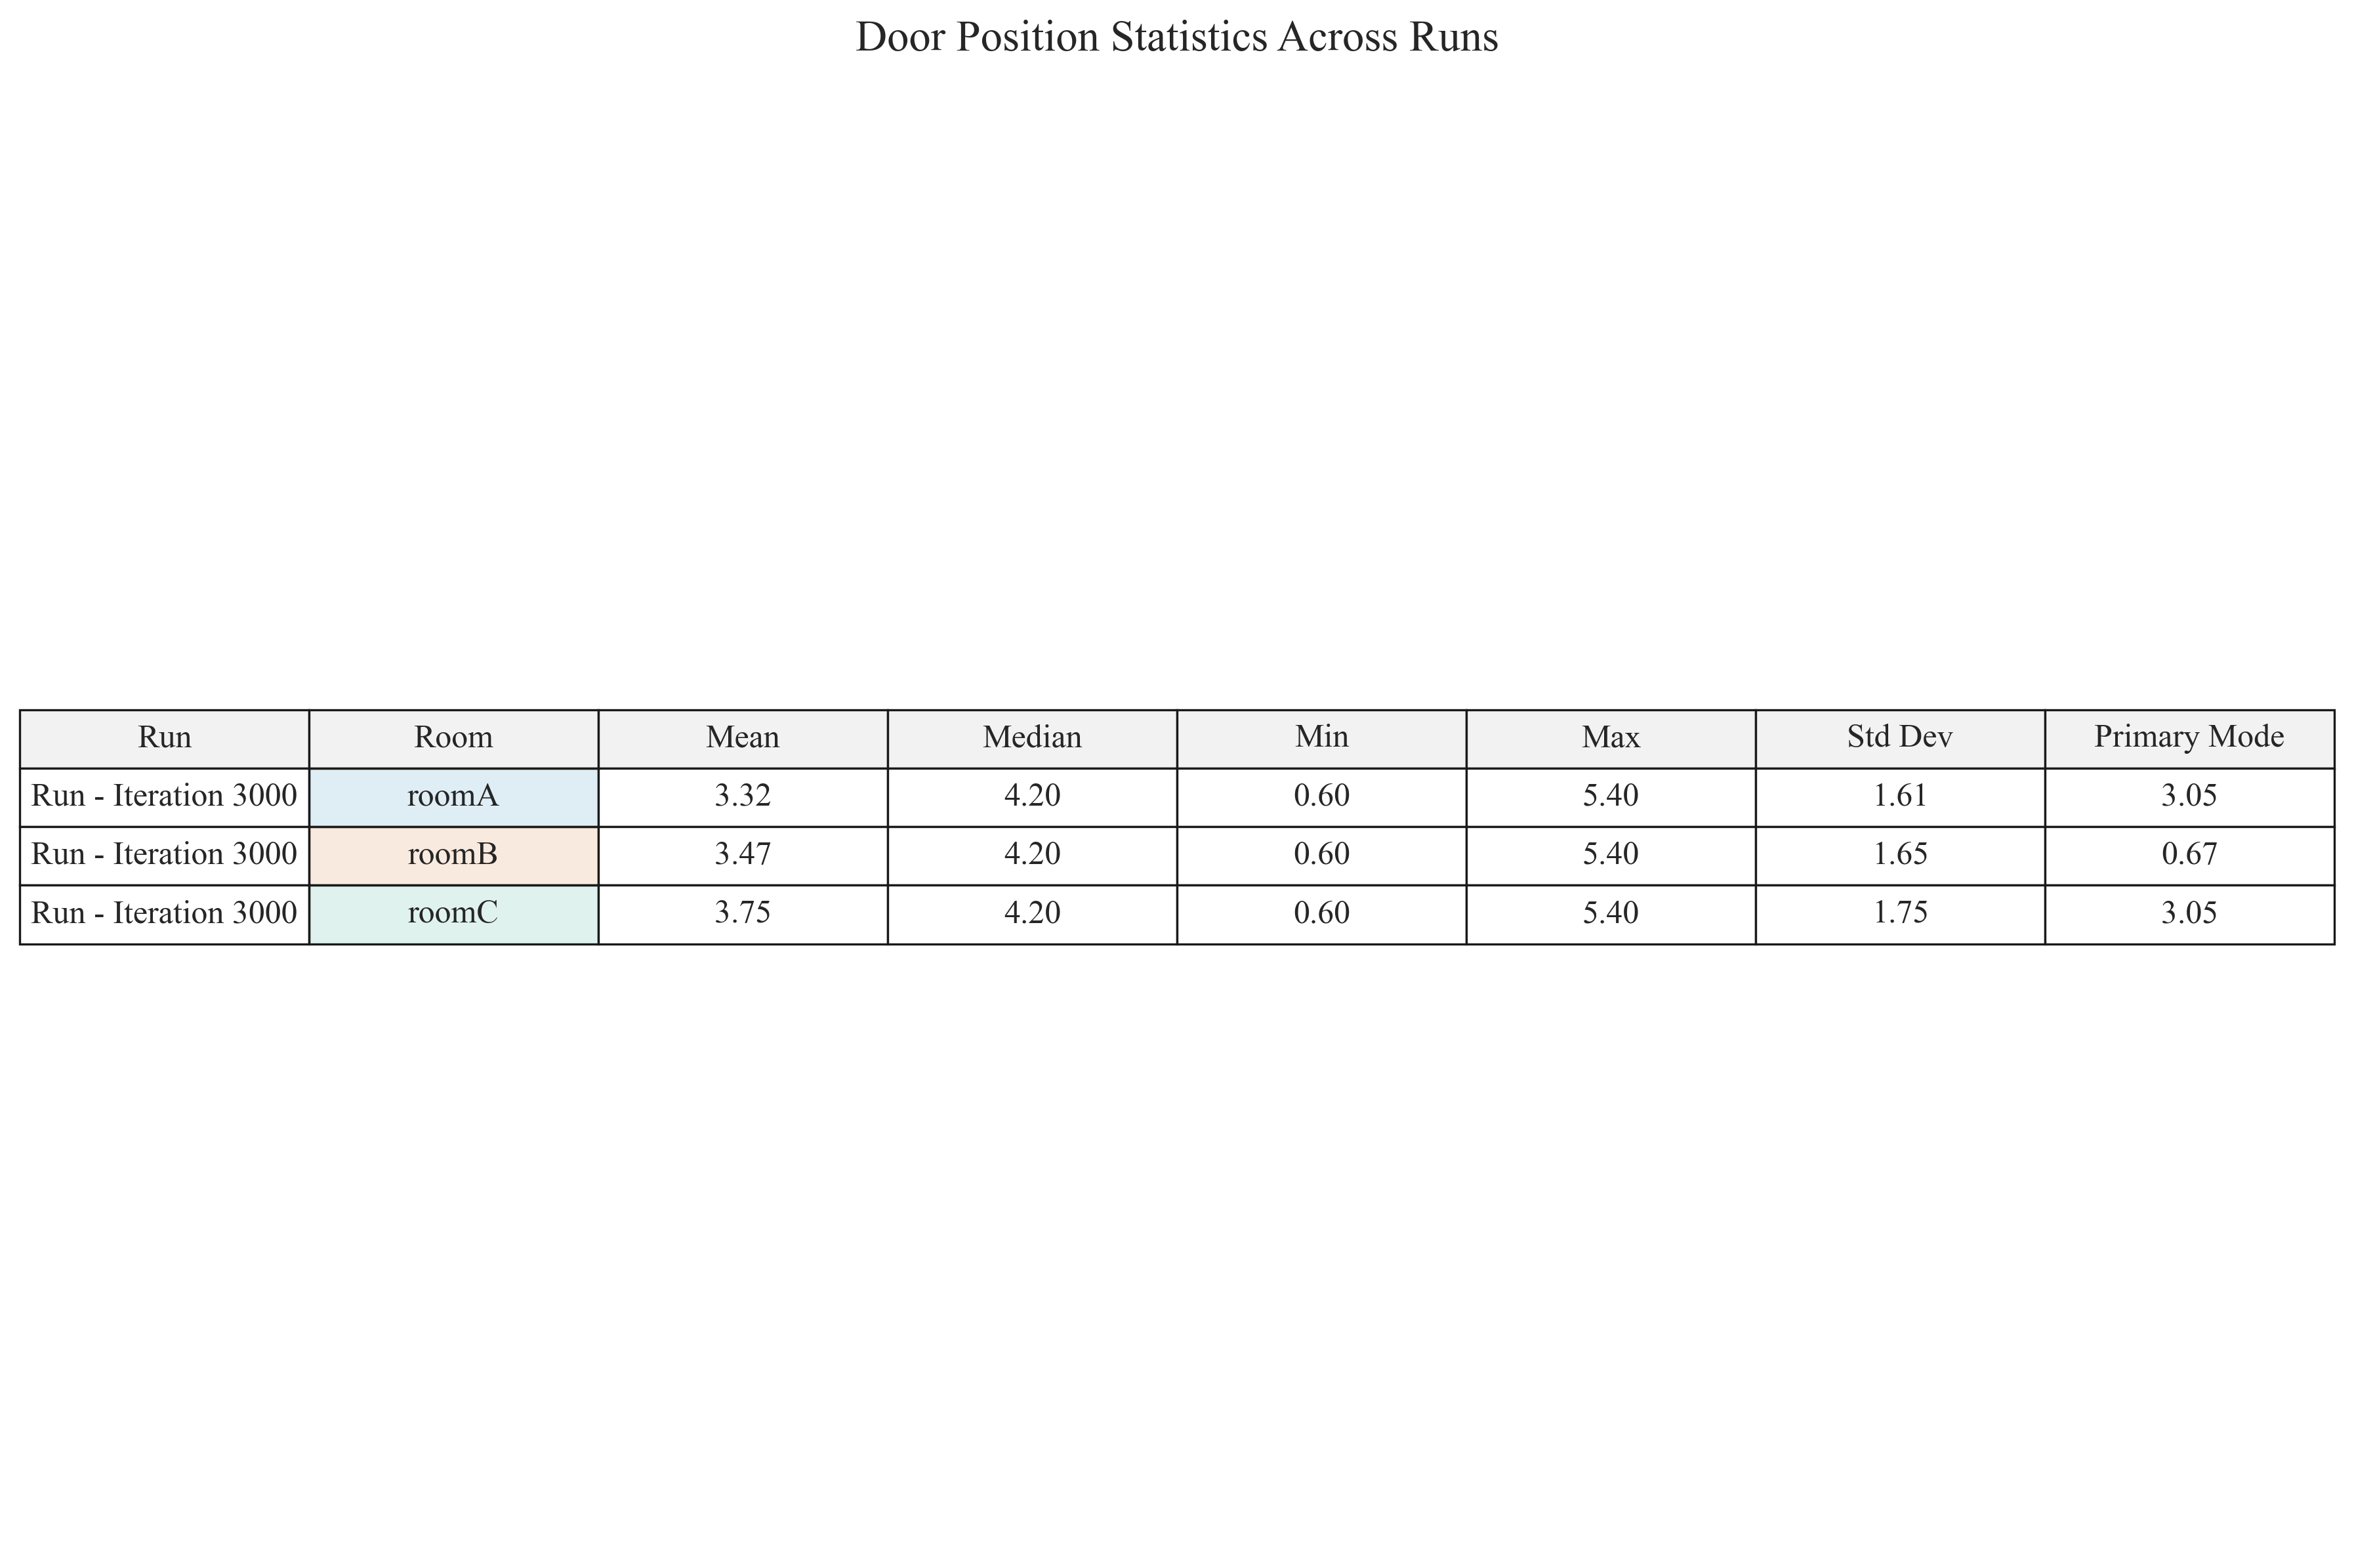 Door Position Statistics Across Runs
Run Room Mean Median Min Max Std Dev Primary Mode
Run - Iteration 3000 roomA 3.32 4.20 0.60 5.40 1.61 3.05
Run - Iteration 3000 roomB 3.47 4.20 0.60 5.40 1.65 0.67
Run - Iteration 3000 roomC 3.75 4.20 0.60 5.40 1.75 3.05